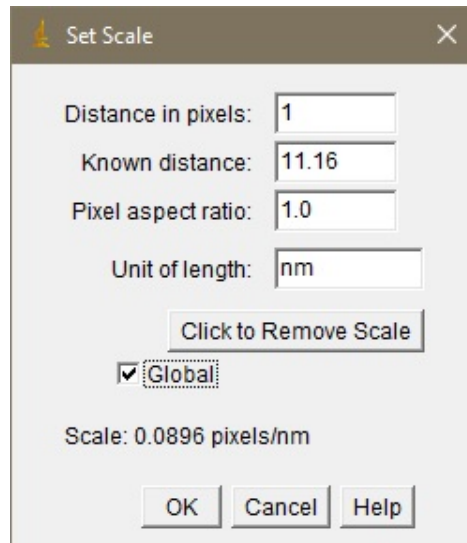 Set Scale
Distance in pixels: 1
Known distance: 11.16
Pixel aspect ratio: 1.0
Unit of length: nm
Click to Remove Scale
Global
Scale: 0.0896 pixels/nm
OK Cancel Help